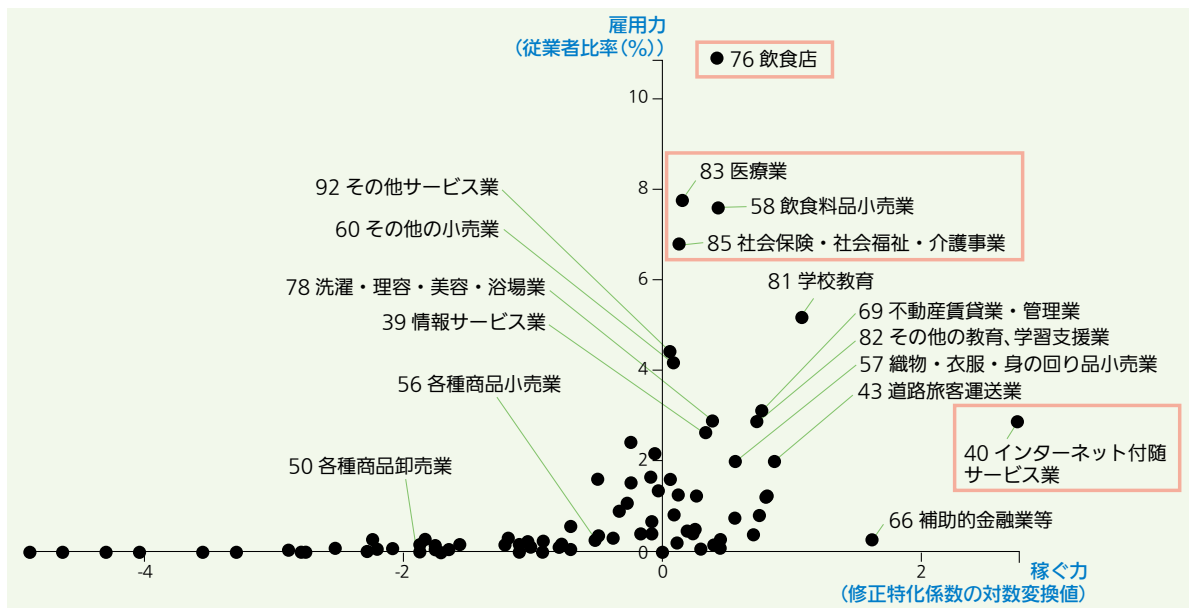 雇用力
(従業者比率(%))
76 飲食店
10
83 医療業
92 その他サービス業
8
58 飲食料品小売業
60 その他の小売業
85 社会保険・社会福祉・介護事業
6
81 学校教育
78 洗濯・理容・美容・浴場業
69 不動産賃貸業・管理業
39 情報サービス業
82 その他の教育、学習支援業
57 織物・衣服・身の回り品小売業
4
56 各種商品小売業
43 道路旅客運送業
2
50 各種商品卸売業
40 インターネット付随
サービス業
66 補助的金融業等
0
-4
-2
0
2
稼ぐ力
(修正特化係数の対数変換値)